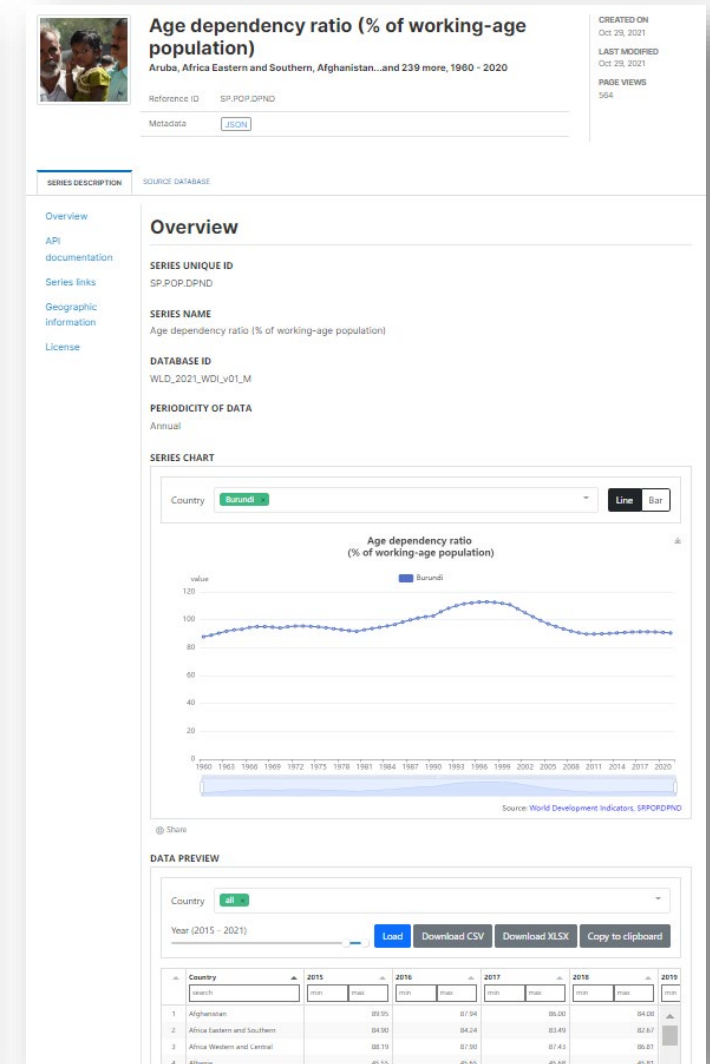 Age dependency ratio (% of working-age
population)
Aruba, Africa Eastern and Southern, Afghanistan...and 239 more, 1960 - 2020
Reference ID SP.POP.DPND
Metadata JSON
CREATED ON
Oct 29, 2021
LAST MODIFIED
Oct 29, 2021
PAGE VIEWS
564
SERIES DESCRIPTION SOURCE DATABASE
Overview
API
documentation
Series links
Geographic
information
License
Overview
SERIES UNIQUE ID
SP.POP.DPND
SERIES NAME
Age dependency ratio (% of working-age population)
DATABASE ID
WLD_2021_WDI_v01_M
PERIODICITY OF DATA
Annual
SERIES CHART
Country Burundi × Line Bar
Age dependency ratio
(% of working-age population)
Burundi
value
120
100
80
60
40
20
0
1960 1963 1966 1969 1972 1975 1978 1981 1984 1987 1990 1993 1996 1999 2002 2005 2008 2011 2014 2017 2020
Source: World Development Indicators, SRPORDPND
Share
DATA PREVIEW
Country all ×
Year (2015 - 2021) Load Download CSV Download XLSX Copy to clipboard
Country 2015 2016 2017 2018 2019
search min max min max min max min max min
1 Afghanistan 89.95 87.94 86.00 84.08
2 Africa Eastern and Southern 84.90 84.24 83.49 82.67
3 Africa Western and Central 88.19 87.90 87.43 86.81